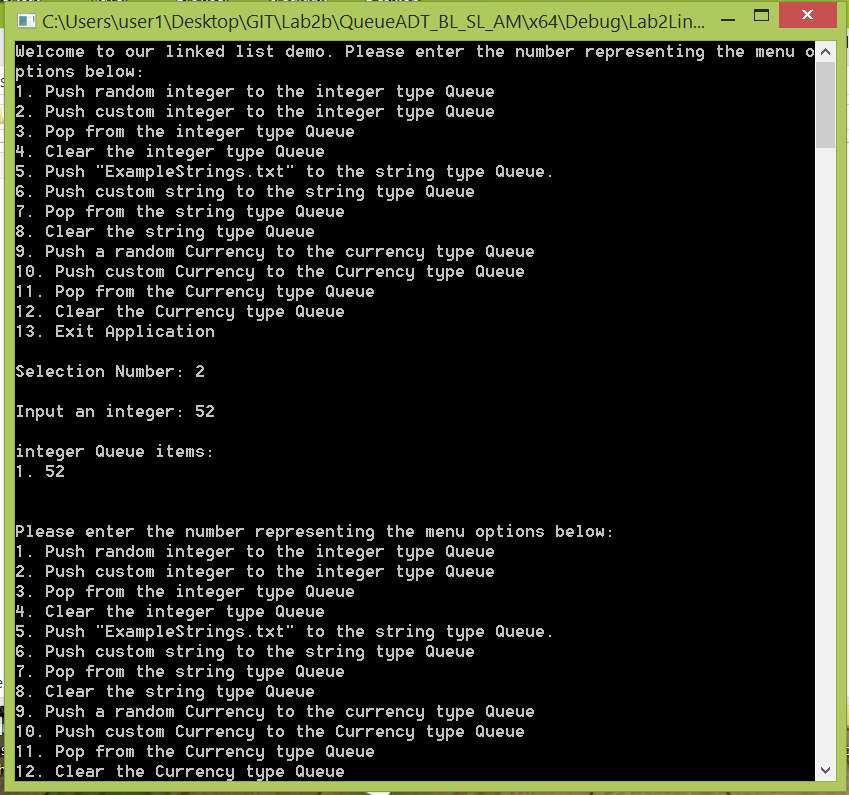 C:\Users\user1\Desktop\GIT\Lab2b\QueueADT_BL_SL_AM\x64\Debug\Lab2Lin...
Welcome to our linked list demo. Please enter the number representing the menu o
ptions below:
1. Push random integer to the integer type Queue
2. Push custom integer to the integer type Queue
3. Pop from the integer type Queue
4. Clear the integer type Queue
5. Push "ExampleStrings.txt" to the string type Queue.
6. Push custom string to the string type Queue
7. Pop from the string type Queue
8. Clear the string type Queue
9. Push a random Currency to the currency type Queue
10. Push custom Currency to the Currency type Queue
11. Pop from the Currency type Queue
12. Clear the Currency type Queue
13. Exit Application
Selection Number: 2
Input an integer: 52
integer Queue items:
1. 52
Please enter the number representing the menu options below:
1. Push random integer to the integer type Queue
2. Push custom integer to the integer type Queue
3. Pop from the integer type Queue
4. Clear the integer type Queue
5. Push "ExampleStrings.txt" to the string type Queue.
6. Push custom string to the string type Queue
7. Pop from the string type Queue
8. Clear the string type Queue
9. Push a random Currency to the currency type Queue
10. Push custom Currency to the Currency type Queue
11. Pop from the Currency type Queue
12. Clear the Currency type Queue